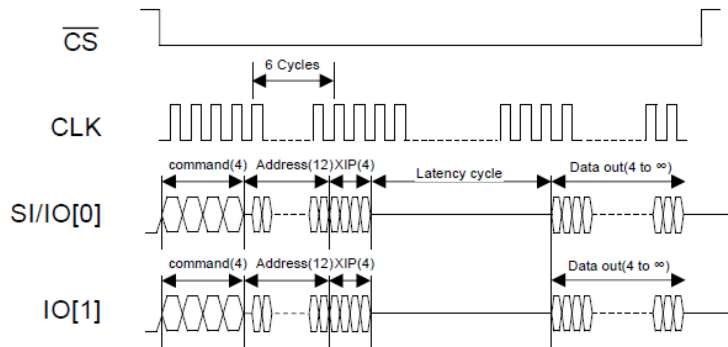 CS
6 Cycles
CLK
command(4) Address(12) XIP(4) Latency cycle Data out(4 to ∞)
SI/IO[0]
command(4) Address(12) XIP(4) Data out(4 to ∞)
IO[1]